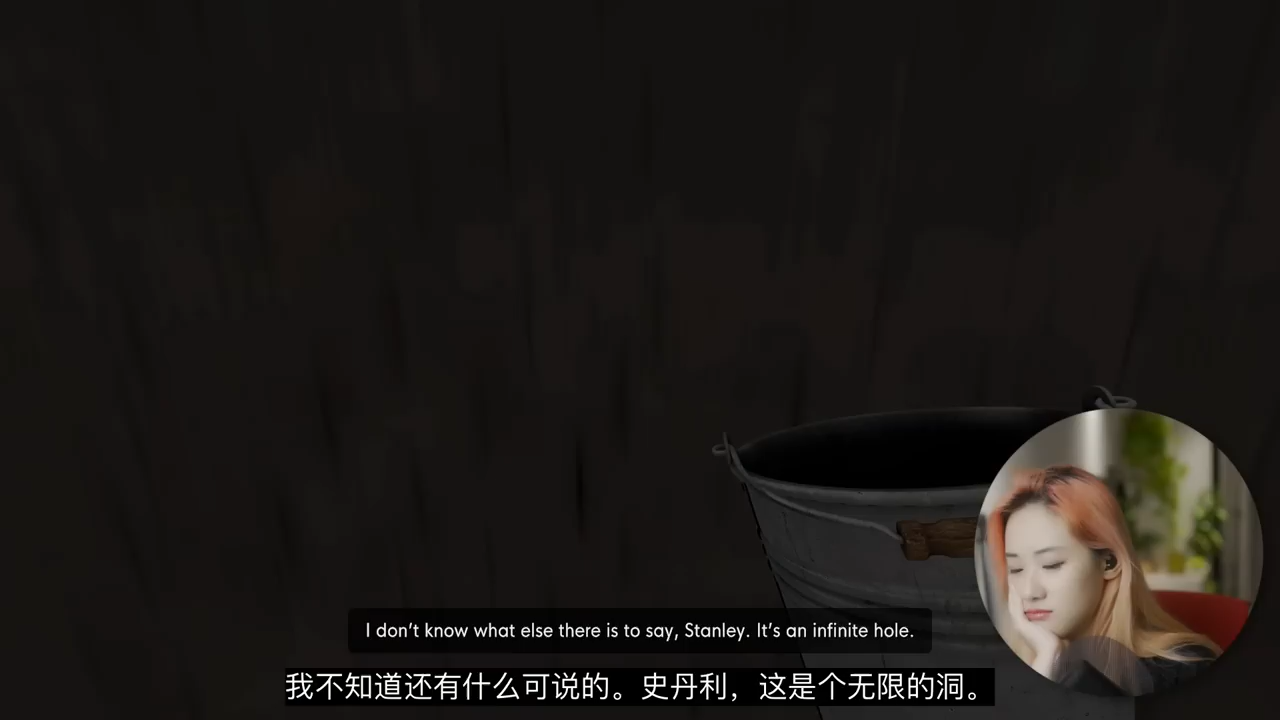 I don't know what else there is to say, Stanley. It's an infinite hole.
我不知道还有什么可说的。史丹利，这是个无限的洞。